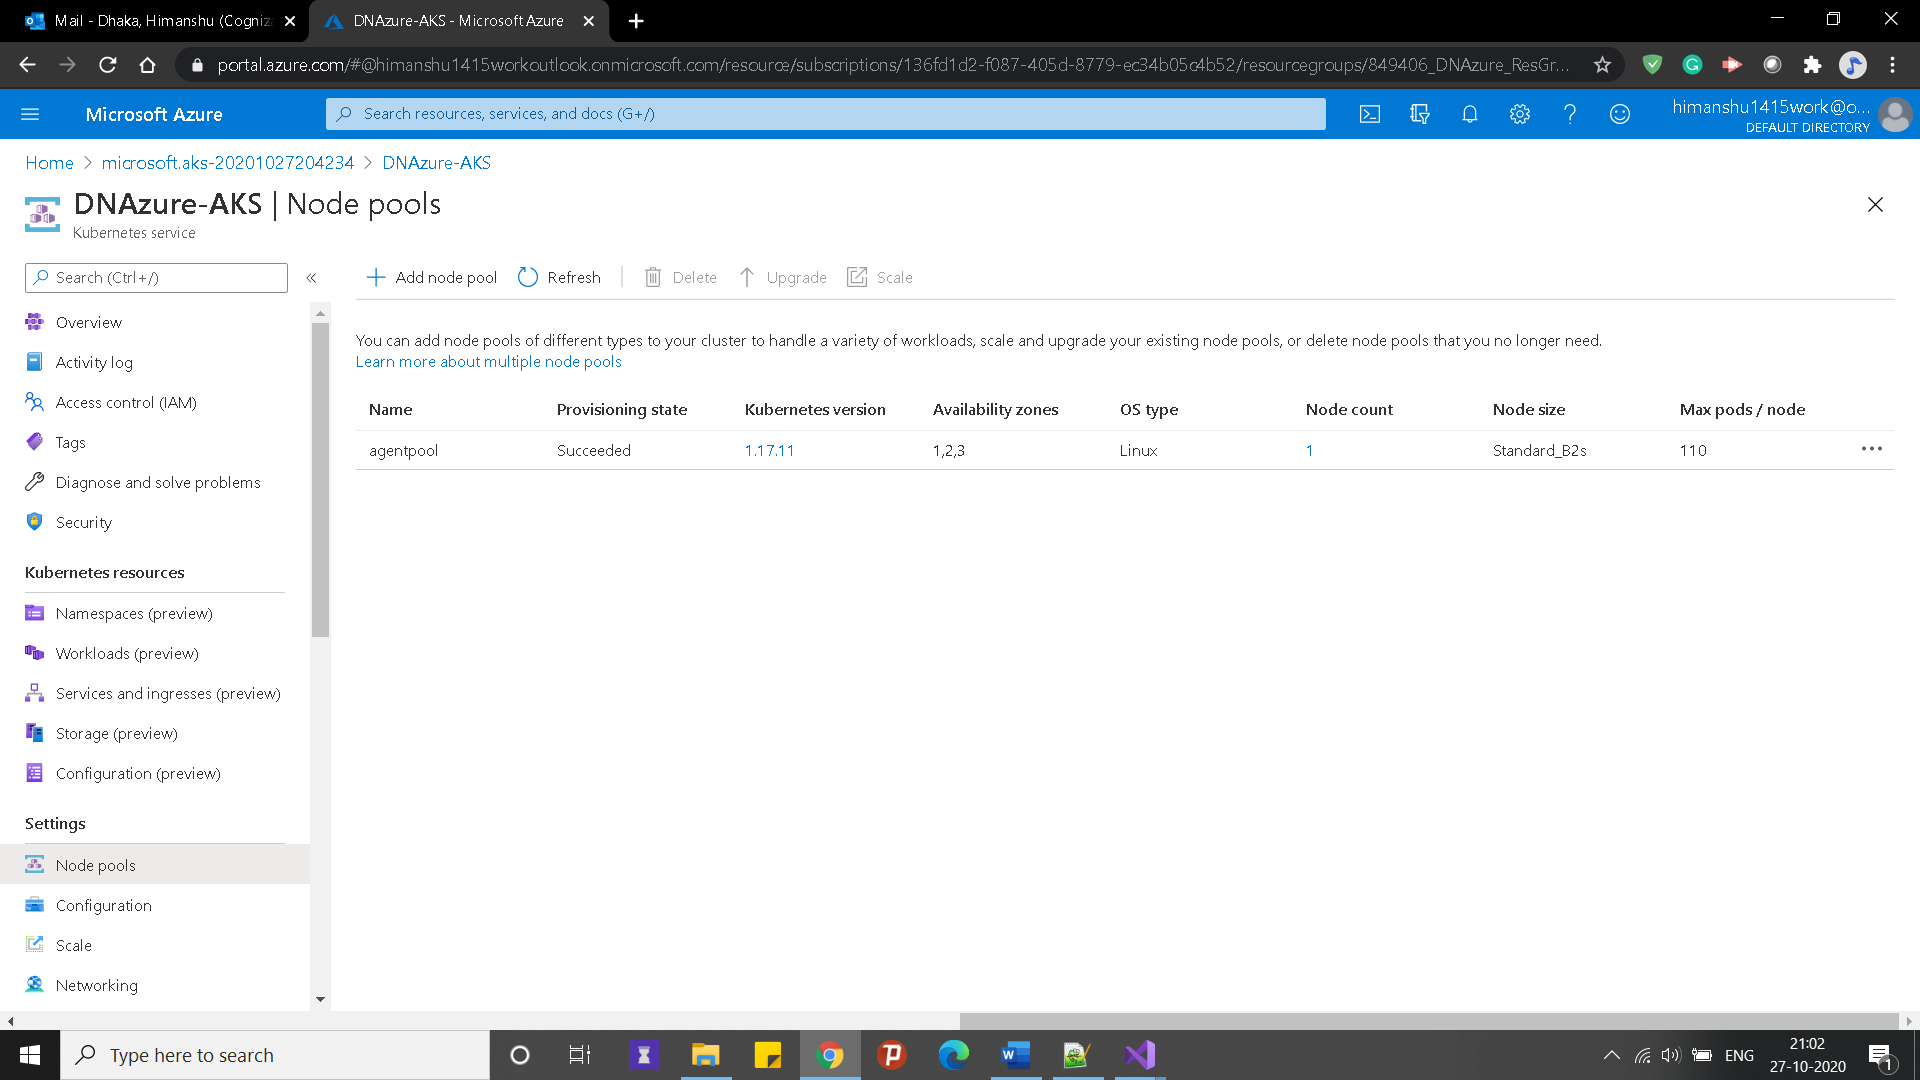 Mail - Dhaka, Himanshu (Cogniz
DNAzure-AKS - Microsoft Azure
portal.azure.com/#@himanshu1415workoutlook.onmicrosoft.com/resource/subscriptions/136fd1d2-f087-405d-8779-ec34b05c4b52/resourcegroups/849406_DNAzure_ResGr...
Microsoft Azure
Search resources, services, and docs (G+/)
himanshu1415work@o...
DEFAULT DIRECTORY
Home > microsoft.aks-20201027204234 > DNAzure-AKS
DNAzure-AKS | Node pools
Kubernetes service
Search (Ctrl+/)
«
Add node pool
Refresh
Delete
Upgrade
Scale
Overview
Activity log
Access control (IAM)
Tags
Diagnose and solve problems
Security
Kubernetes resources
Namespaces (preview)
Workloads (preview)
Services and ingresses (preview)
Storage (preview)
Configuration (preview)
Settings
Node pools
Configuration
Scale
Networking
You can add node pools of different types to your cluster to handle a variety of workloads, scale and upgrade your existing node pools, or delete node pools that you no longer need.
Learn more about multiple node pools
Name Provisioning state Kubernetes version Availability zones OS type Node count Node size Max pods / node
agentpool Succeeded 1.17.11 1,2,3 Linux 1 Standard_B2s 110 ...
Type here to search
ENG
21:02
27-10-2020
1